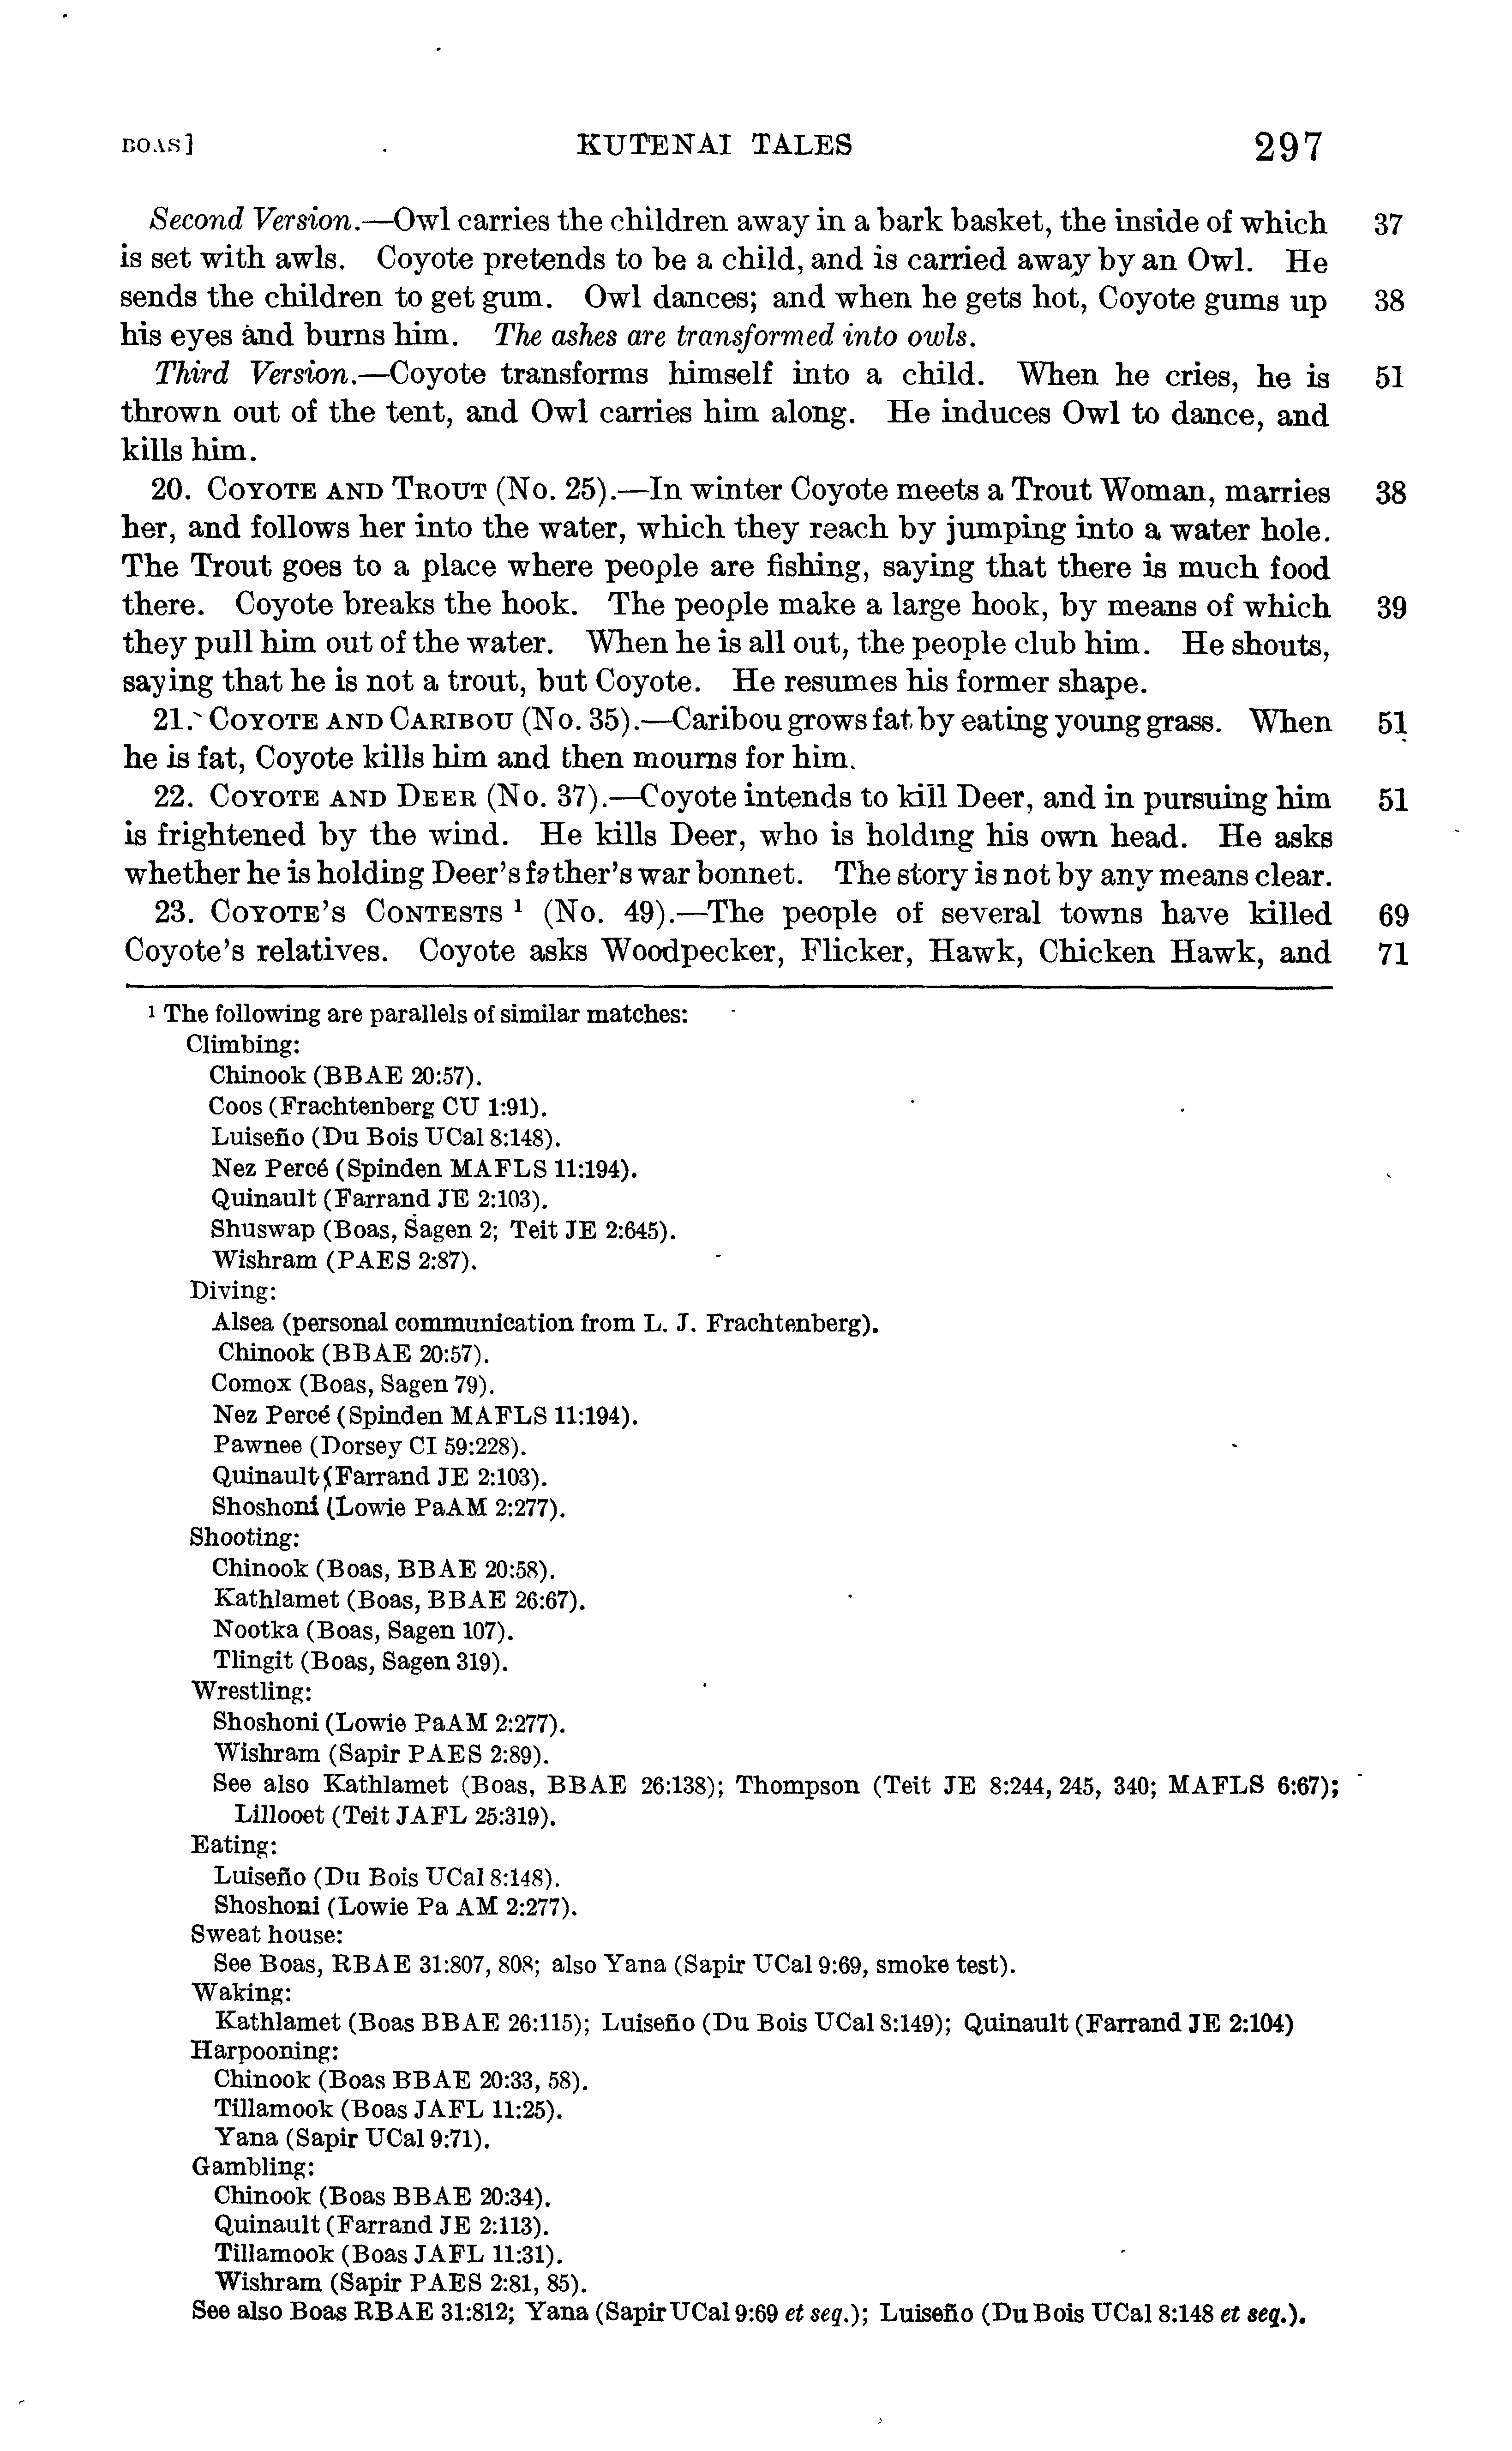 BOAS] KUTENAI TALES 297
Second Version.—Owl carries the children away in a bark basket, the inside of which 37
is set with awls. Coyote pretends to be a child, and is carried away by an Owl. He
sends the children to get gum. Owl dances; and when he gets hot, Coyote gums up 38
his eyes and burns him. The ashes are transformed into owls.
Third Version.—Coyote transforms himself into a child. When he cries, he is 51
thrown out of the tent, and Owl carries him along. He induces Owl to dance, and
kills him.
20. COYOTE AND TROUT (No. 25).—In winter Coyote meets a Trout Woman, marries 38
her, and follows her into the water, which they reach by jumping into a water hole.
The Trout goes to a place where people are fishing, saying that there is much food
there. Coyote breaks the hook. The people make a large hook, by means of which 39
they pull him out of the water. When he is all out, the people club him. He shouts,
saying that he is not a trout, but Coyote. He resumes his former shape.
21. COYOTE AND CARIBOU (No. 35).—Caribou grows fat by eating young grass. When 51
he is fat, Coyote kills him and then mourns for him.
22. COYOTE AND DEER (No. 37).—Coyote intends to kill Deer, and in pursuing him 51
is frightened by the wind. He kills Deer, who is holding his own head. He asks
whether he is holding Deer's father's war bonnet. The story is not by any means clear.
23. COYOTE'S CONTESTS ¹ (No. 49).—The people of several towns have killed 69
Coyote's relatives. Coyote asks Woodpecker, Flicker, Hawk, Chicken Hawk, and 71
¹ The following are parallels of similar matches:
Climbing:
Chinook (BBAE 20:57).
Coos (Frachtenberg CU 1:91).
Luiseño (Du Bois UCal 8:148).
Nez Percé (Spinden MAFLS 11:194).
Quinault (Farrand JE 2:103).
Shuswap (Boas, Sagen 2; Teit JE 2:645).
Wishram (PAES 2:87).
Diving:
Alsea (personal communication from L. J. Frachtenberg).
Chinook (BBAE 20:57).
Comox (Boas, Sagen 79).
Nez Percé (Spinden MAFLS 11:194).
Pawnee (Dorsey CI 59:228).
Quinault (Farrand JE 2:103).
Shoshoni (Lowie PaAM 2:277).
Shooting:
Chinook (Boas, BBAE 20:58).
Kathlamet (Boas, BBAE 26:67).
Nootka (Boas, Sagen 107).
Tlingit (Boas, Sagen 319).
Wrestling:
Shoshoni (Lowie PaAM 2:277).
Wishram (Sapir PAES 2:89).
See also Kathlamet (Boas, BBAE 26:138); Thompson (Teit JE 8:244, 245, 340; MAFLS 6:67);
Lillooet (Teit JAFL 25:319).
Eating:
Luiseño (Du Bois UCal 8:148).
Shoshoni (Lowie Pa AM 2:277).
Sweat house:
See Boas, RBAE 31:807, 808; also Yana (Sapir UCal 9:69, smoke test).
Waking:
Kathlamet (Boas BBAE 26:115); Luiseño (Du Bois UCal 8:149); Quinault (Farrand JE 2:104)
Harpooning:
Chinook (Boas BBAE 20:33, 58).
Tillamook (Boas JAFL 11:25).
Yana (Sapir UCal 9:71).
Gambling:
Chinook (Boas BBAE 20:34).
Quinault (Farrand JE 2:113).
Tillamook (Boas JAFL 11:31).
Wishram (Sapir PAES 2:81, 85).
See also Boas RBAE 31:812; Yana (Sapir UCal 9:69 et seq.); Luiseño (Du Bois UCal 8:148 et seq.).